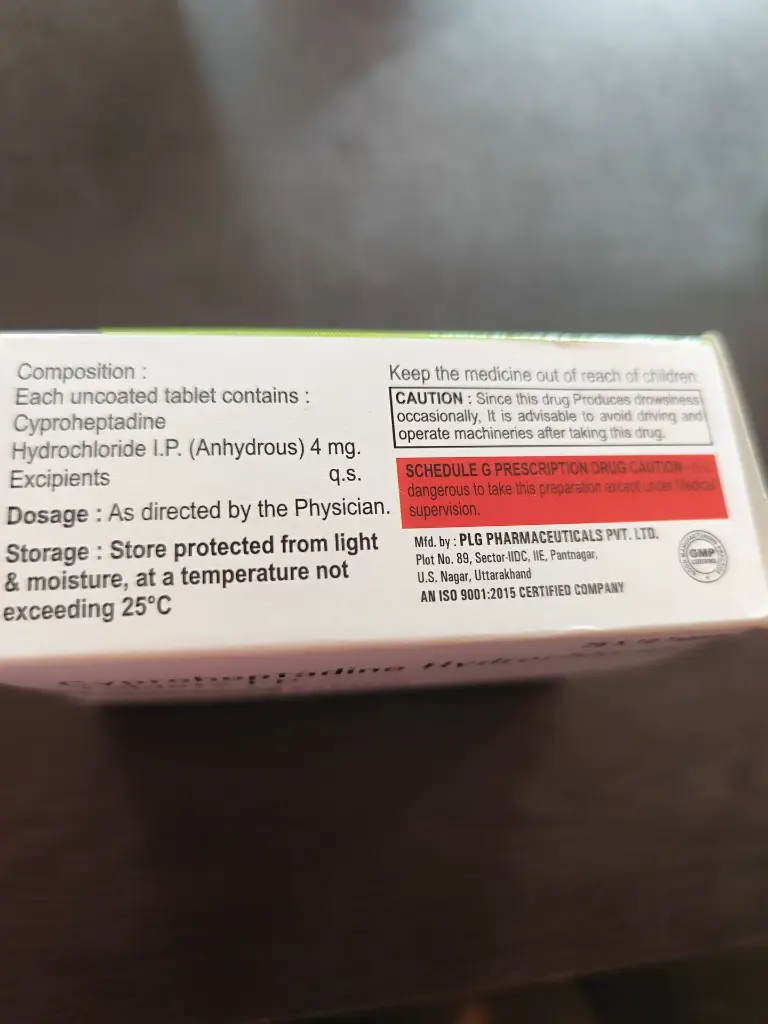 Composition :
Each uncoated tablet contains :
Cyproheptadine
Hydrochloride I.P. (Anhydrous) 4 mg.
Excipients q.s.
Dosage : As directed by the Physician.
Storage : Store protected from light
& moisture, at a temperature not
exceeding 25°C
Keep the medicine out of reach of children.
CAUTION : Since this drug Produces drowsiness
occasionally, It is advisable to avoid driving and
operate machineries after taking this drug.
SCHEDULE G PRESCRIPTION DRUG CAUTION
dangerous to take this preparation except under Medical
supervision.
Mfd. by : PLG PHARMACEUTICALS PVT. LTD.
Plot No. 89, Sector-IIDC, IIE, Pantnagar,
U.S. Nagar, Uttarakhand
AN ISO 9001:2015 CERTIFIED COMPANY
GMP
Cyproheptadine